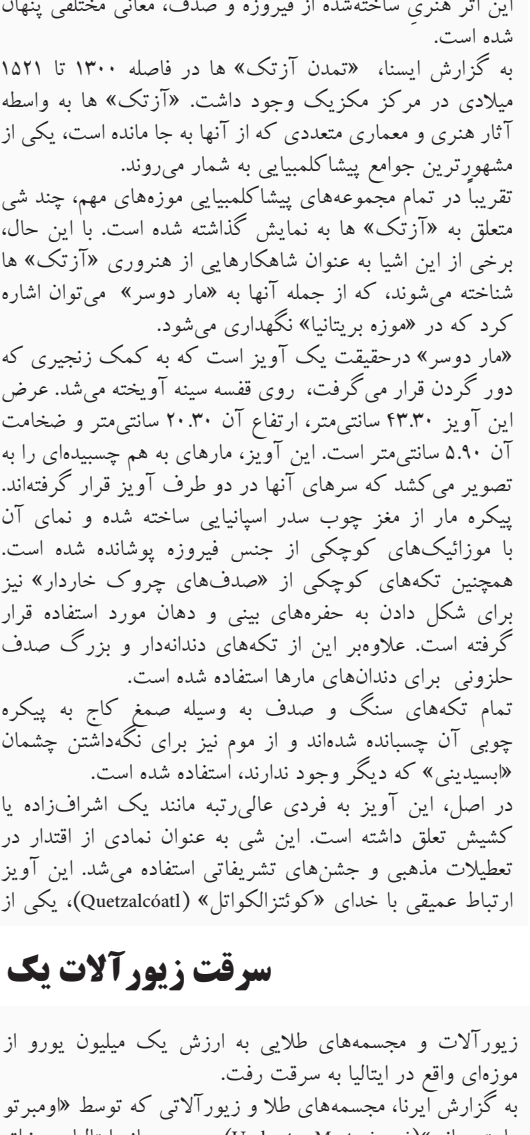 این اثر هنریِ ساخته‌شده از فیروزه و صدف، معانی مختلفی پنهان
شده است.
به گزارش ایسنا، «تمدن آزتک» ها در فاصله ۱۳۰۰ تا ۱۵۲۱
میلادی در مرکز مکزیک وجود داشت. «آزتک» ها به واسطه
آثار هنری و معماری متعددی که از آنها به جا مانده است، یکی از
مشهورترین جوامع پیشاکلمبیایی به شمار می‌روند.
تقریباً در تمام مجموعه‌های پیشاکلمبیایی موزه‌های مهم، چند شی
متعلق به «آزتک» ها به نمایش گذاشته شده است. با این حال،
برخی از این اشیا به عنوان شاهکارهایی از هنروری «آزتک» ها
شناخته می‌شوند، که از جمله آنها به «مار دوسر» می‌توان اشاره
کرد که در «موزه بریتانیا» نگهداری می‌شود.
«مار دوسر» درحقیقت یک آویز است که به کمک زنجیری که
دور گردن قرار می‌گرفت، روی قفسه سینه آویخته می‌شد. عرض
این آویز ۴۳.۳۰ سانتی‌متر، ارتفاع آن ۲۰.۳۰ سانتی‌متر و ضخامت
آن ۵.۹۰ سانتی‌متر است. این آویز، مارهای به هم چسبیده‌ای را به
تصویر می‌کشد که سرهای آنها در دو طرف آویز قرار گرفته‌اند.
پیکره مار از مغز چوب سدر اسپانیایی ساخته شده و نمای آن
با موزائیک‌های کوچکی از جنس فیروزه پوشانده شده است.
همچنین تکه‌های کوچکی از «صدف‌های چروک خاردار» نیز
برای شکل دادن به حفره‌های بینی و دهان مورد استفاده قرار
گرفته است. علاوه‌بر این از تکه‌های دندانه‌دار و بزرگ صدف
حلزونی برای دندان‌های مارها استفاده شده است.
تمام تکه‌های سنگ و صدف به وسیله صمغ کاج به پیکره
چوبی آن چسبانده شده‌اند و از موم نیز برای نگه‌داشتن چشمان
«ابسیدینی» که دیگر وجود ندارند، استفاده شده است.
در اصل، این آویز به فردی عالی‌رتبه مانند یک اشراف‌زاده یا
کشیش تعلق داشته است. این شی به عنوان نمادی از اقتدار در
تعطیلات مذهبی و جشن‌های تشریفاتی استفاده می‌شد. این آویز
ارتباط عمیقی با خدای «کوئتزالکواتل» (Quetzalcóatl)، یکی از
سرقت زیورآلات یک
زیورآلات و مجسمه‌های طلایی به ارزش یک میلیون یورو از
موزه‌ای واقع در ایتالیا به سرقت رفت.
به گزارش ایرنا، مجسمه‌های طلا و زیورآلاتی که توسط «اومبرتو